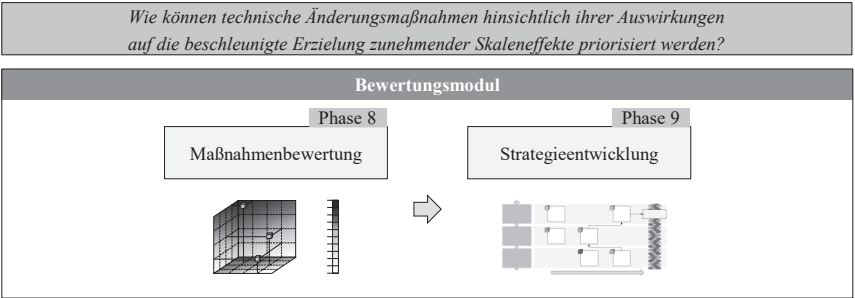 Wie können technische Änderungsmaßnahmen hinsichtlich ihrer Auswirkungen
auf die beschleunigte Erzielung zunehmender Skaleneffekte priorisiert werden?
Bewertungsmodul
Phase 8
Maßnahmenbewertung
Phase 9
Strategieentwicklung